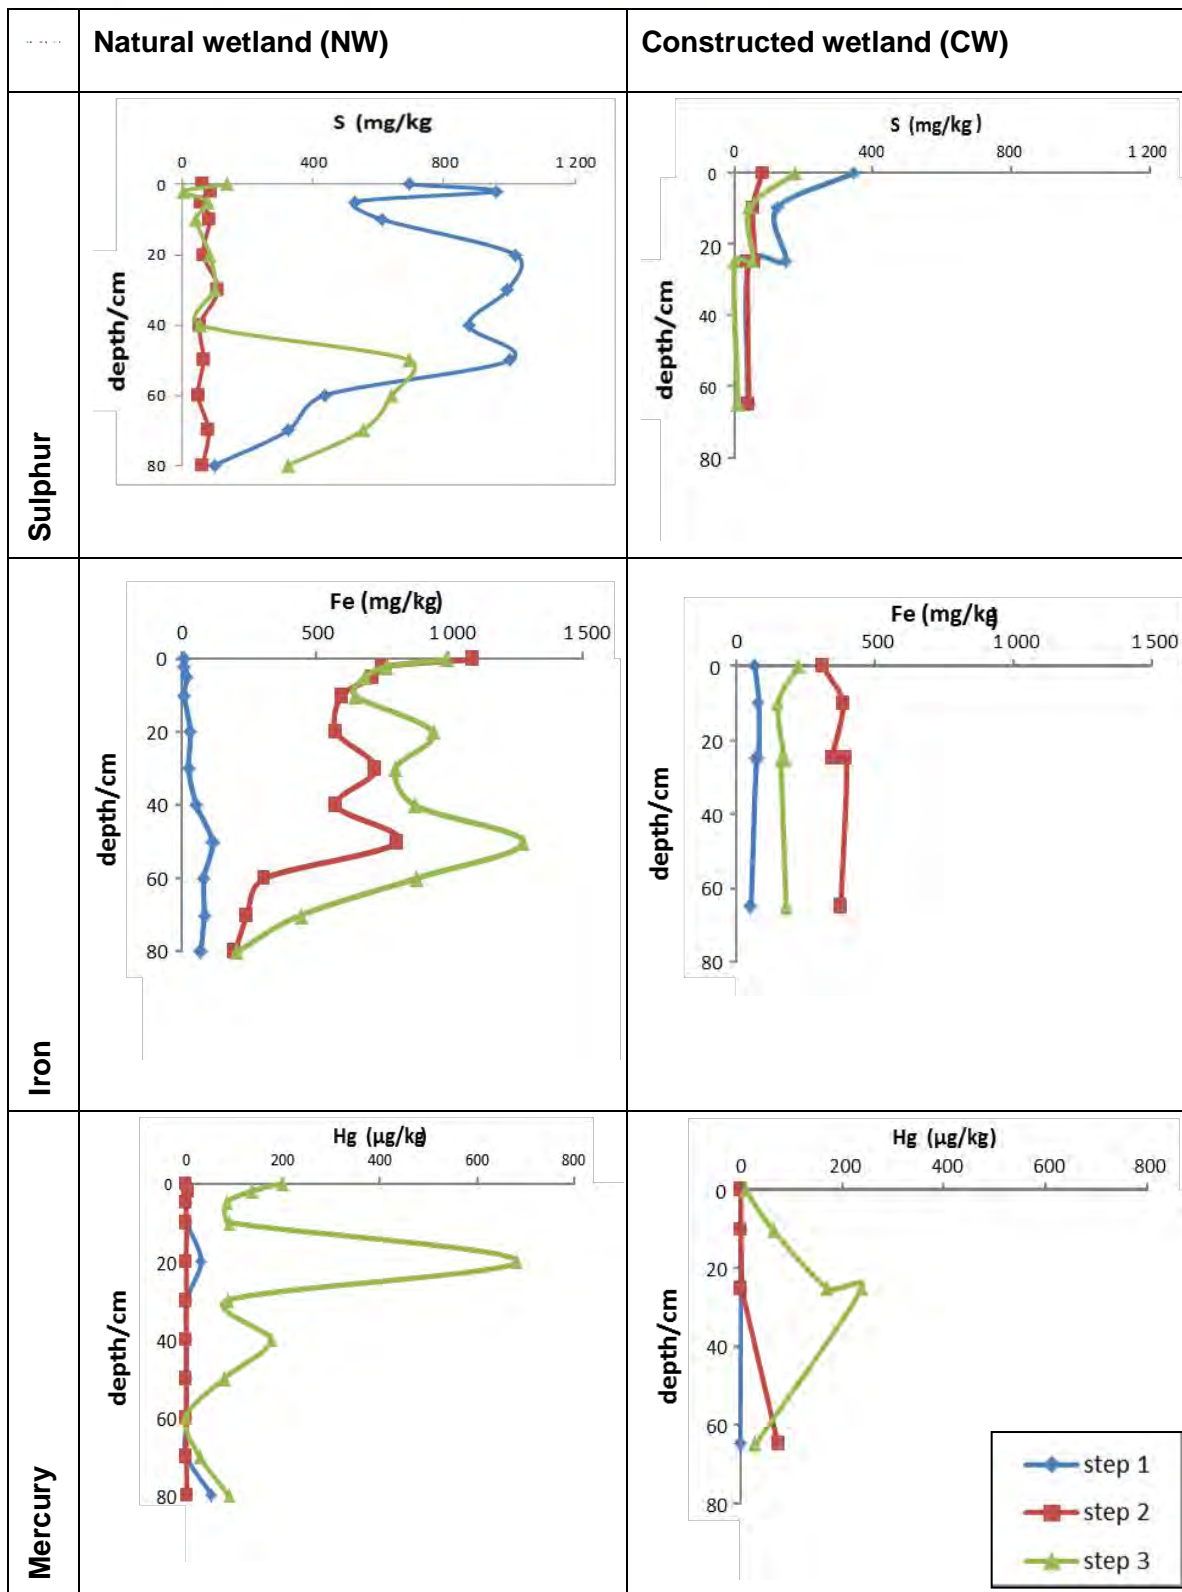 Natural wetland (NW)
Constructed wetland (CW)
Sulphur
S (mg/kg
0 400 800 1 200
0
20
40
60
80
depth/cm
S (mg/kg)
0 400 800 1 200
0
20
40
60
80
depth/cm
Iron
Fe (mg/kg)
0 500 1 000 1 500
0
20
40
60
80
depth/cm
Fe (mg/kg)
0 500 1 000 1 500
0
20
40
60
80
depth/cm
Mercury
Hg (µg/kg)
0 200 400 600 800
0
20
40
60
80
depth/cm
Hg (µg/kg)
0 200 400 600 800
0
20
40
60
80
depth/cm
step 1
step 2
step 3